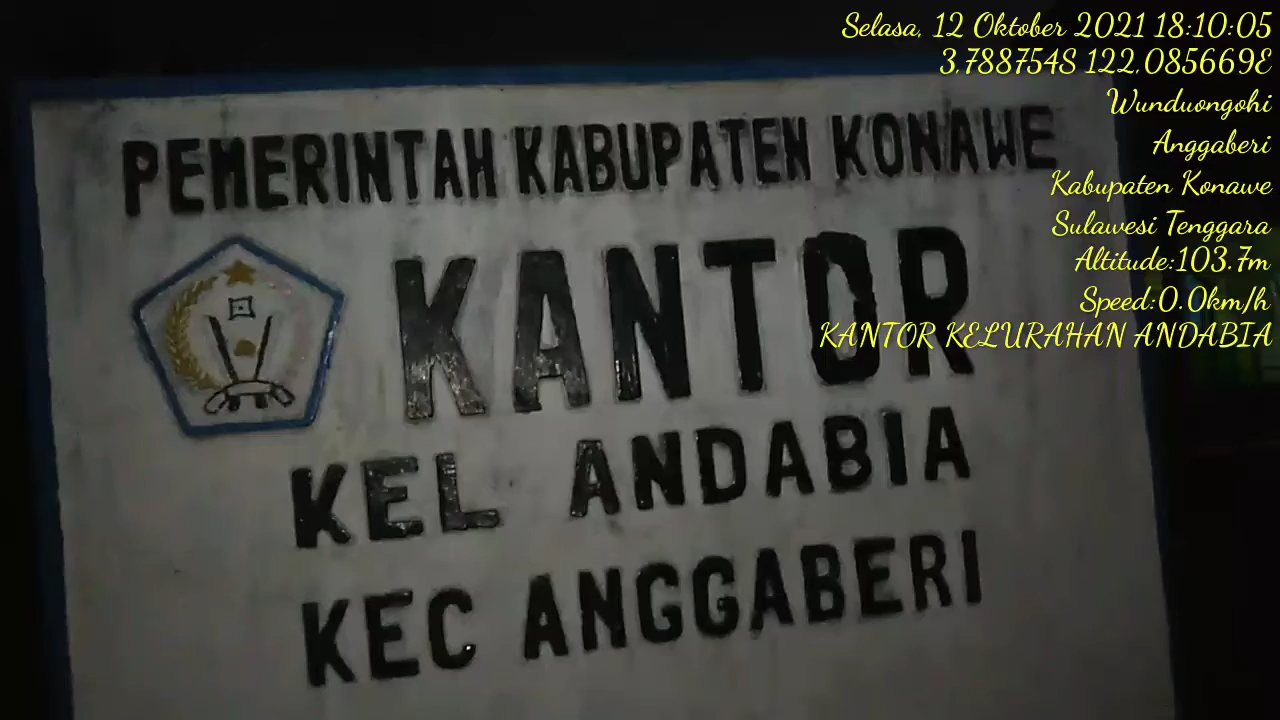 Selasa, 12 Oktober 2021 18:10:05
3,788754S 122,085669E
Wunduongohi
Anggaberi
Kabupaten Konawe
Sulawesi Tenggara
Altitude:103.7m
Speed:0.0km/h
KANTOR KELURAHAN ANDABIA
PEMERINTAH KABUPATEN KONAWE
KANTOR
KEL ANDABIA
KEC ANGGABERI